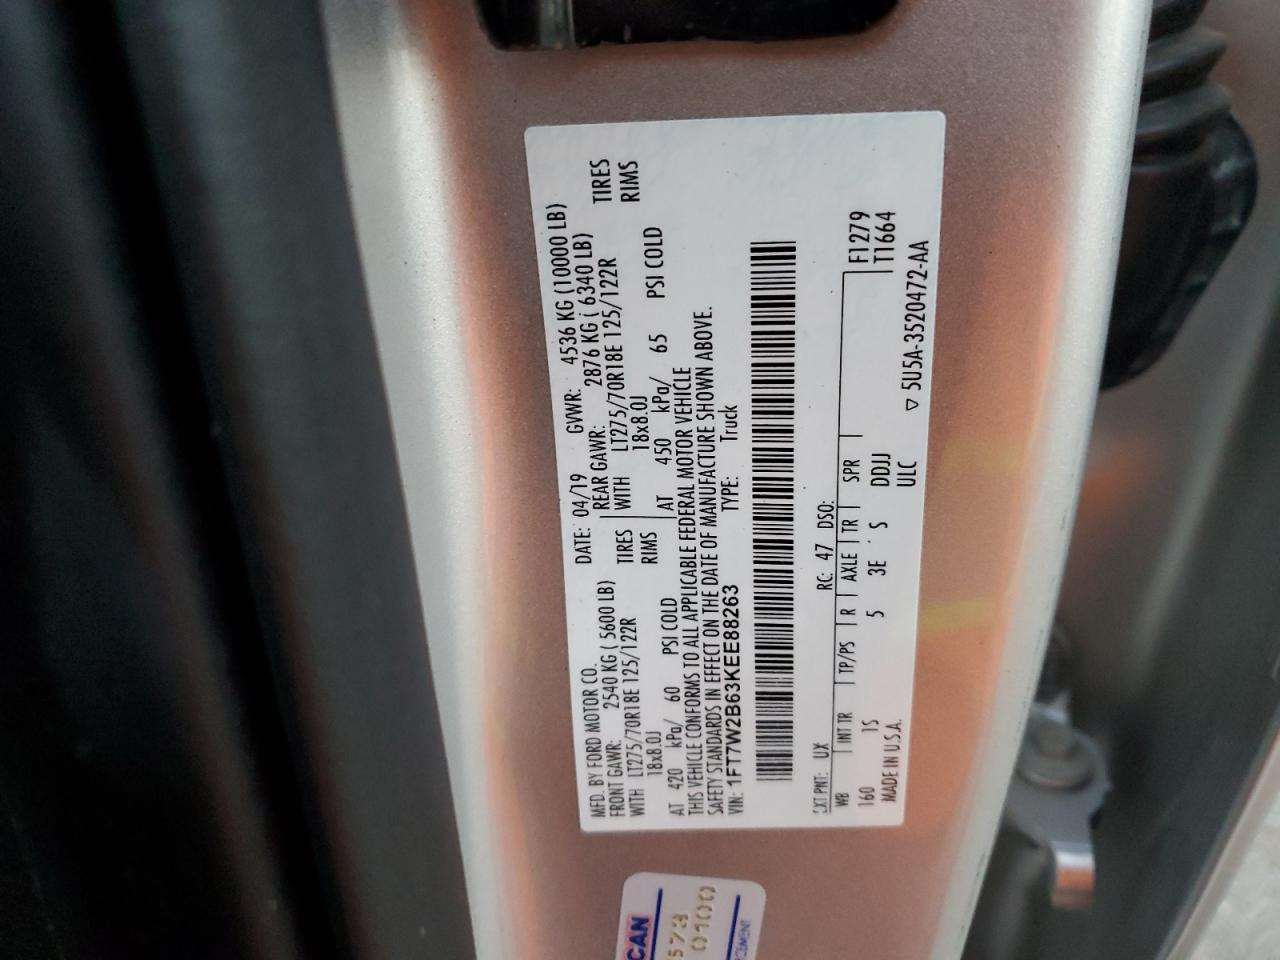 MFD. BY FORD MOTOR CO.
DATE: 04/19 GVWR: 4536 KG (10000 LB)
FRONT GAWR: 2540 KG ( 5600 LB) REAR GAWR: 2876 KG ( 6340 LB)
WITH LT275/70R18E 125/122R TIRES WITH LT275/70R18E 125/122R TIRES
18x8.0J RIMS 18x8.0J RIMS
AT 420 kPa/ 60 PSI COLD AT 450 kPa/ 65 PSI COLD
THIS VEHICLE CONFORMS TO ALL APPLICABLE FEDERAL MOTOR VEHICLE
SAFETY STANDARDS IN EFFECT ON THE DATE OF MANUFACTURE SHOWN ABOVE.
VIN: 1FT7W2B63KEE88263 TYPE: Truck
EXT PNT: UX RC: 47 DSO:
WB INT TR TP/PS R AXLE TR SPR F1279
160 1S 5 3E S DDJJ T1664
MADE IN U.S.A. ULC
▽ 5U5A-3520472-AA
CAN
573
0100
CEMENT